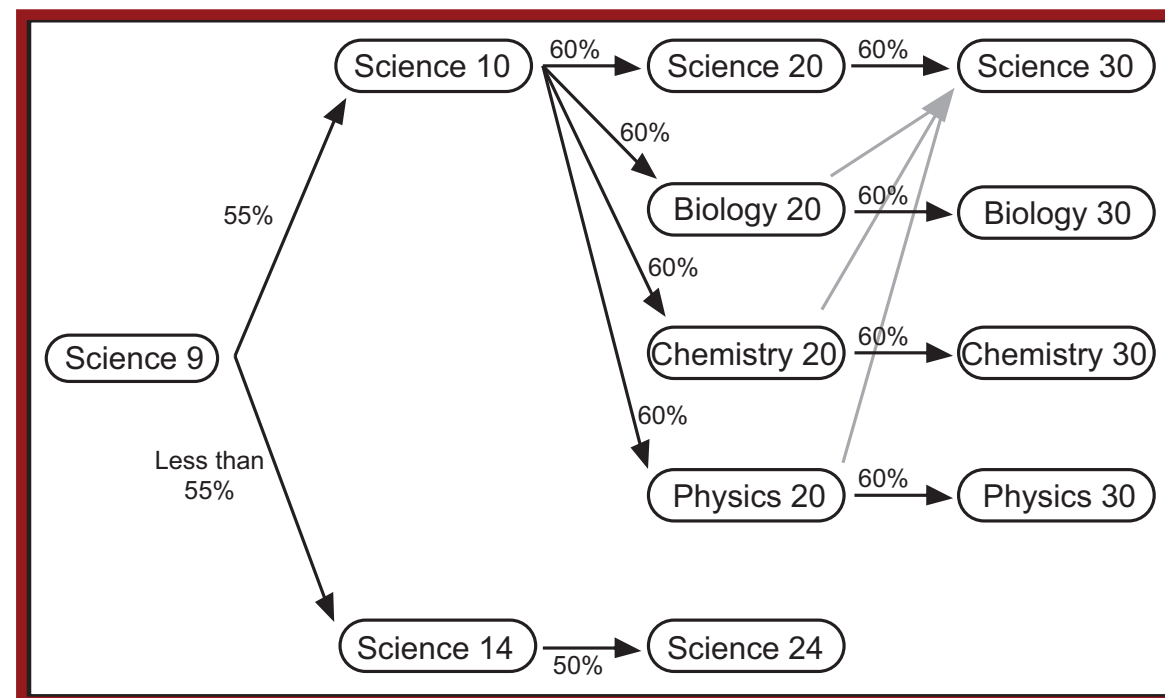 60%
60%
Science 10
Science 20
Science 30
60%
60%
Biology 20
Biology 30
55%
60%
60%
Science 9
Chemistry 20
Chemistry 30
60%
Less than
55%
60%
Physics 20
Physics 30
Science 14
Science 24
50%